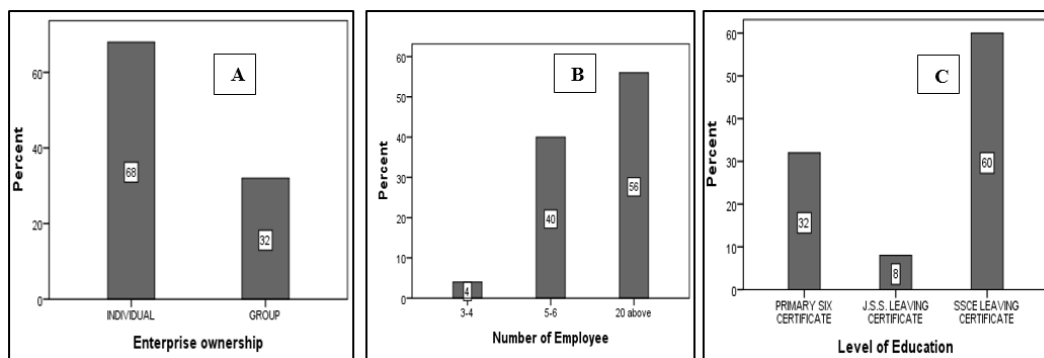 A
Percent
60
40
20
0
68
32
INDIVIDUAL
GROUP
Enterprise ownership
B
Percent
60
50
40
30
20
10
0
4
40
56
3-4
5-6
20 above
Number of Employee
C
Percent
60
50
40
30
20
10
0
32
8
60
PRIMARY SIX
CERTIFICATE
J.S.S. LEAVING
CERTIFICATE
SSCE LEAVING
CERTIFICATE
Level of Education